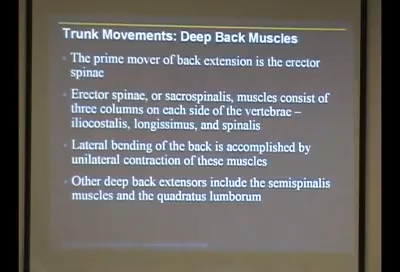 Trunk Movements: Deep Back Muscles
The prime mover of back extension is the erector
spinae
Erector spinae, or sacrospinalis, muscles consist of
three columns on each side of the vertebrae –
iliocostalis, longissimus, and spinalis
Lateral bending of the back is accomplished by
unilateral contraction of these muscles
Other deep back extensors include the semispinalis
muscles and the quadratus lumborum